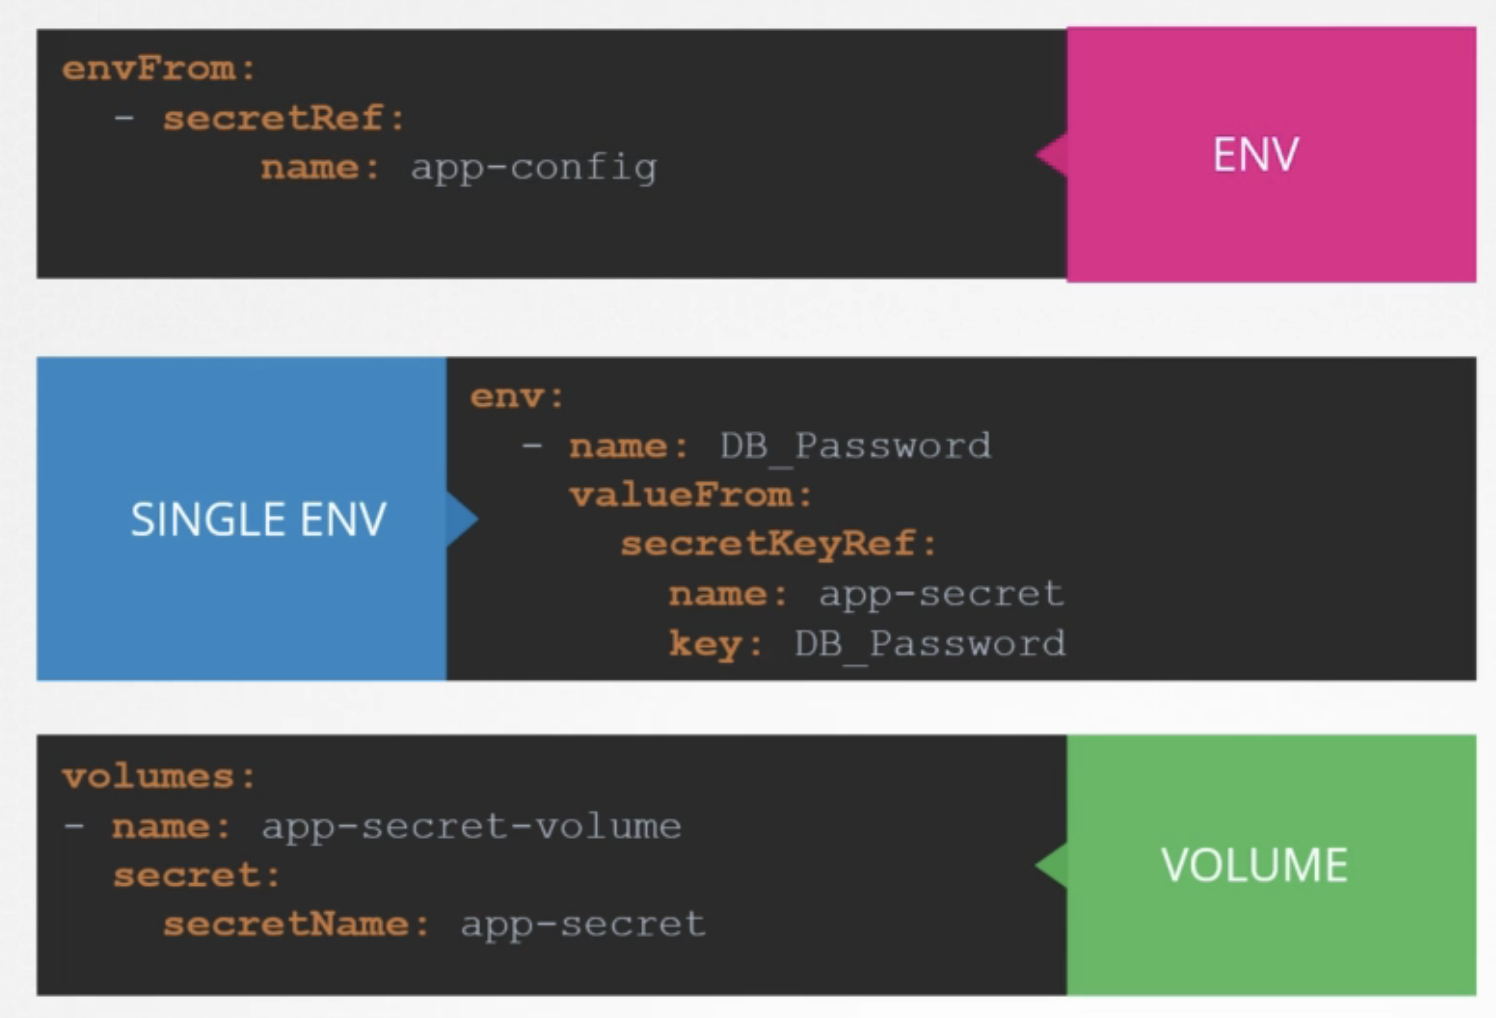 envFrom:
  - secretRef:
        name: app-config
ENV
SINGLE ENV
env:
  - name: DB_Password
    valueFrom:
      secretKeyRef:
        name: app-secret
        key: DB_Password
volumes:
- name: app-secret-volume
  secret:
    secretName: app-secret
VOLUME